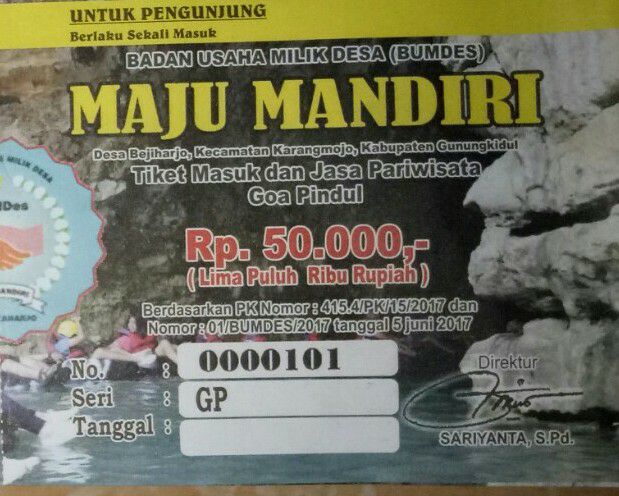 UNTUK PENGUNJUNG
Berlaku Sekali Masuk
BADAN USAHA MILIK DESA (BUMDES)
MAJU MANDIRI
Desa Bejiharjo, Kecamatan Karangmojo, Kabupaten Gunungkidul
Tiket Masuk dan Jasa Pariwisata
Goa Pindul
Rp. 50.000,-
( Lima Puluh Ribu Rupiah )
Berdasarkan PK Nomor : 415.4/PK/15/2017 dan
Nomor : 01/BUMDES/2017 tanggal 5 juni 2017
No. : 0000101
Seri : GP
Tanggal :
Direktur
SARIYANTA, S.Pd.
MILIK DESA